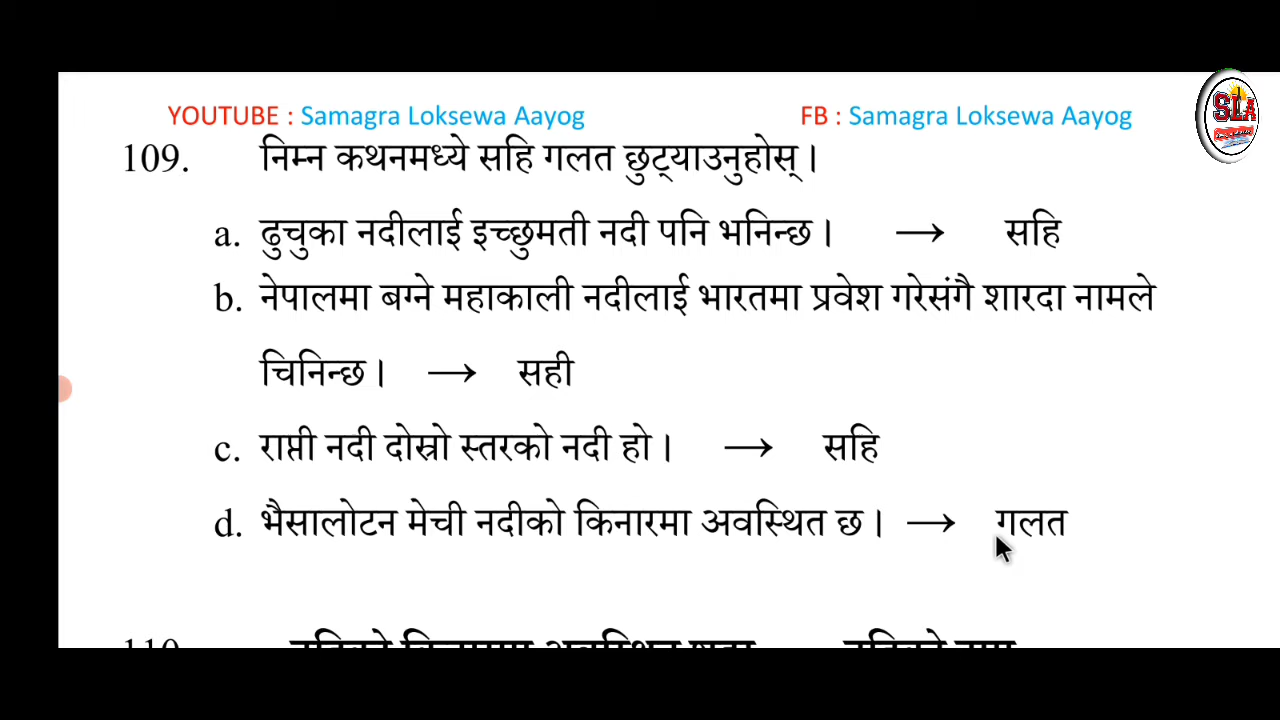 YOUTUBE : Samagra Loksewa Aayog FB : Samagra Loksewa Aayog
SLA
109. निम्न कथनमध्ये सहि गलत छुट्याउनुहोस् ।
a. ढुचुका नदीलाई इच्छुमती नदी पनि भनिन्छ । → सहि
b. नेपालमा बग्ने महाकाली नदीलाई भारतमा प्रवेश गरेसंगै शारदा नामले
चिनिन्छ । → सही
c. राप्ती नदी दोस्रो स्तरको नदी हो । → सहि
d. भैसालोटन मेची नदीको किनारमा अवस्थित छ । → गलत